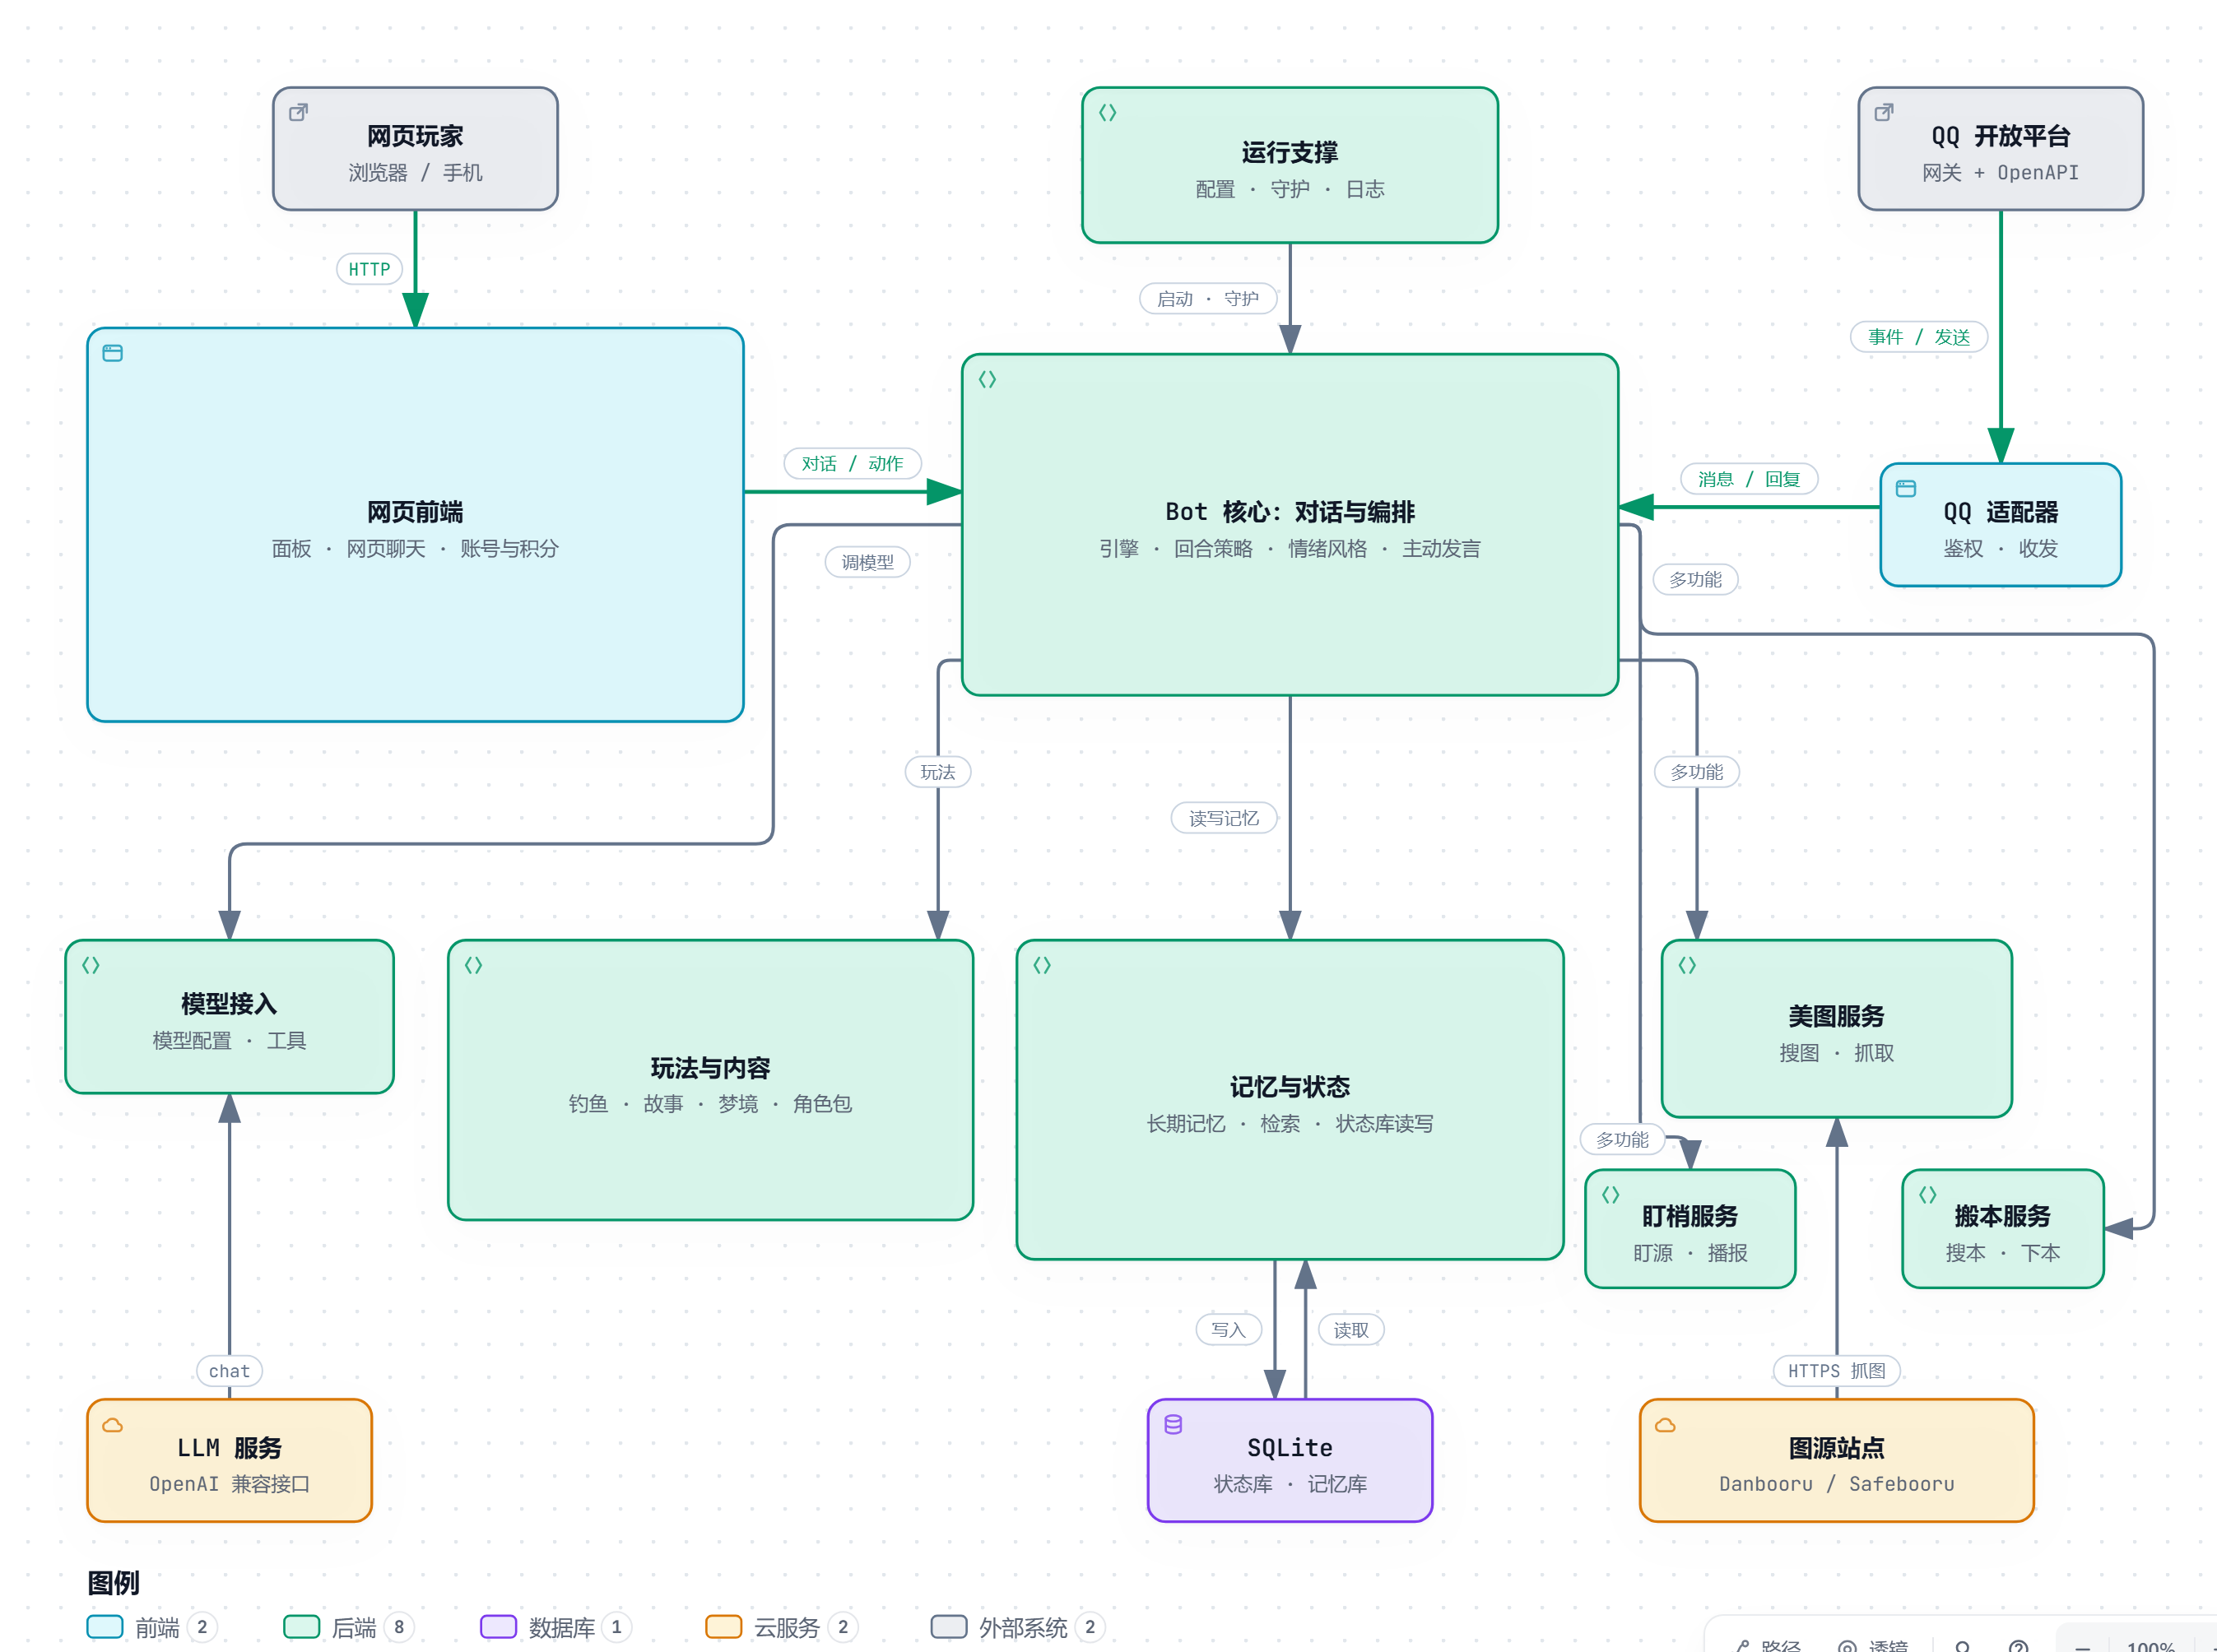 网页玩家
浏览器 / 手机
运行支撑
配置 · 守护 · 日志
QQ 开放平台
网关 + OpenAPI
HTTP
启动 · 守护
事件 / 发送
网页前端
面板 · 网页聊天 · 账号与积分
对话 / 动作
调模型
Bot 核心：对话与编排
引擎 · 回合策略 · 情绪风格 · 主动发言
消息 / 回复
QQ 适配器
鉴权 · 收发
多功能
玩法
读写记忆
多功能
模型接入
模型配置 · 工具
玩法与内容
钓鱼 · 故事 · 梦境 · 角色包
记忆与状态
长期记忆 · 检索 · 状态库读写
美图服务
搜图 · 抓取
多功能
盯梢服务
盯源 · 播报
搬本服务
搜本 · 下本
写入
读取
chat
HTTPS 抓图
LLM 服务
OpenAI 兼容接口
SQLite
状态库 · 记忆库
图源站点
Danbooru / Safebooru
图例
前端 2
后端 8
数据库 1
云服务 2
外部系统 2
路径
透镜
100%